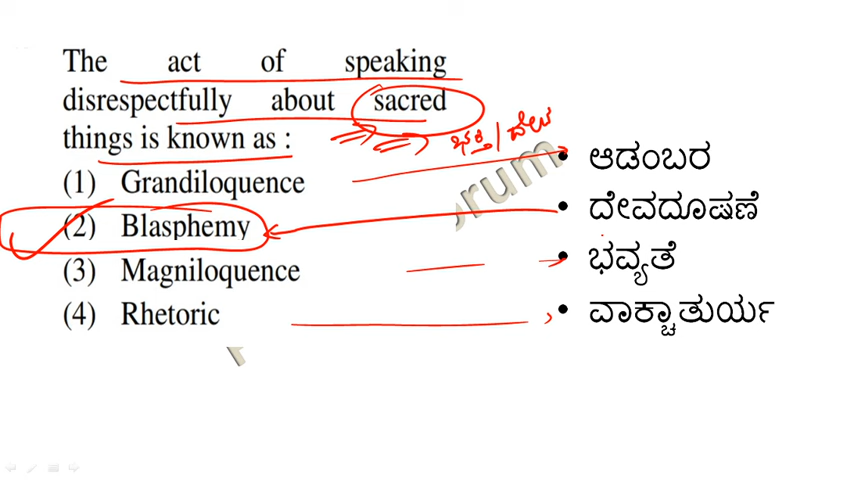 The act of speaking
disrespectfully about sacred
things is known as :
(1) Grandiloquence
(2) Blasphemy
(3) Magniloquence
(4) Rhetoric
• ಆಡಂಬರ
• ದೇವದೂಷಣೆ
• ಭವ್ಯತೆ
• ವಾಕ್ಚಾತುರ್ಯ